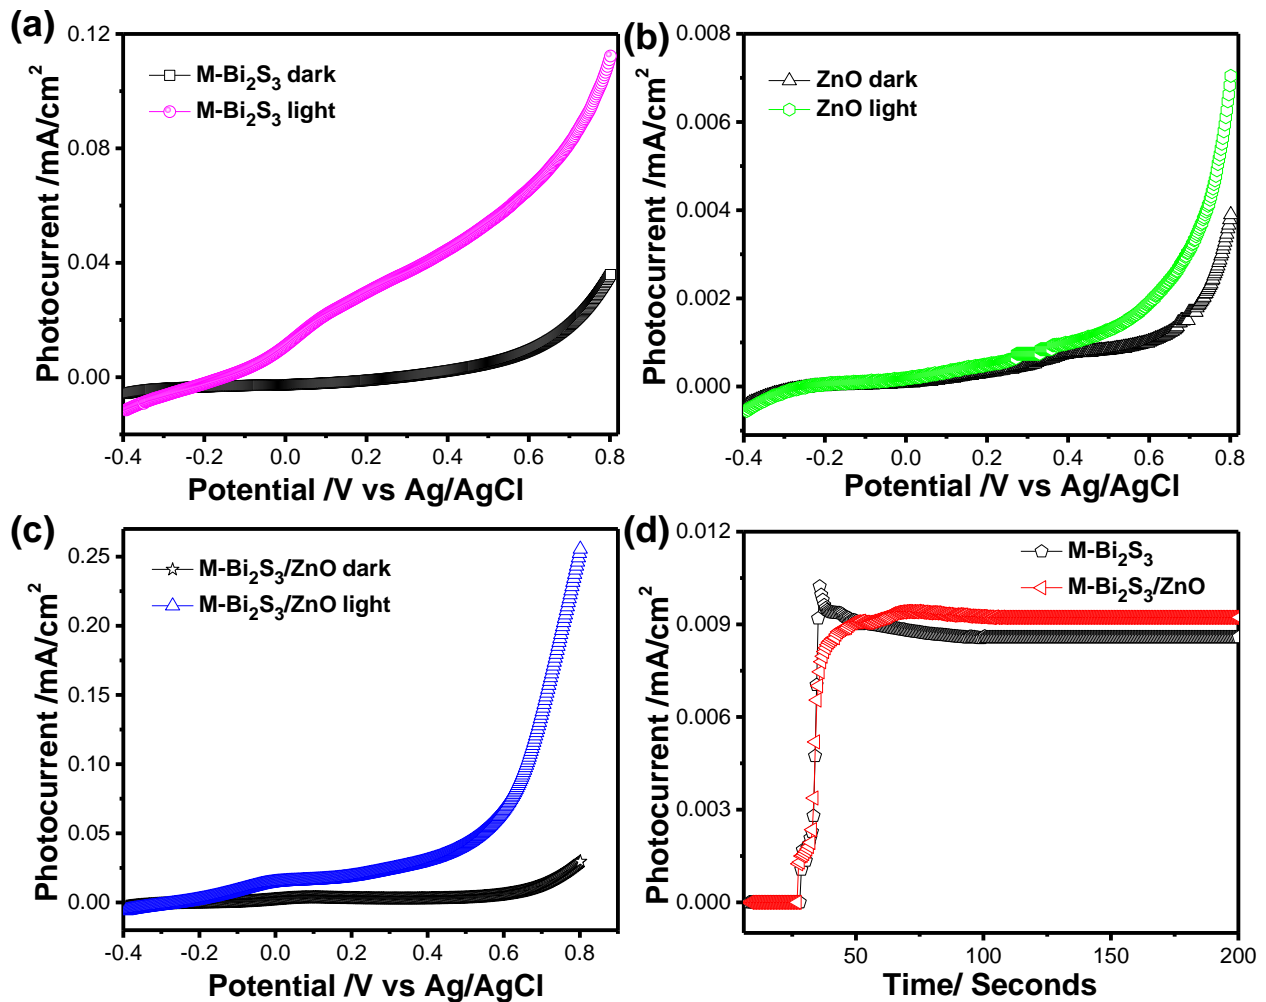 (a)
0.12
0.08
0.04
0.00
Photocurrent /mA/cm²
M-Bi₂S₃ dark
M-Bi₂S₃ light
-0.4 -0.2 0.0 0.2 0.4 0.6 0.8
Potential /V vs Ag/AgCl
(b)
0.008
0.006
0.004
0.002
0.000
Photocurrent /mA/cm²
ZnO dark
ZnO light
-0.4 -0.2 0.0 0.2 0.4 0.6 0.8
Potential /V vs Ag/AgCl
(c)
0.25
0.20
0.15
0.10
0.05
0.00
Photocurrent /mA/cm²
M-Bi₂S₃/ZnO dark
M-Bi₂S₃/ZnO light
-0.4 -0.2 0.0 0.2 0.4 0.6 0.8
Potential /V vs Ag/AgCl
(d)
0.012
0.009
0.006
0.003
0.000
Photocurrent /mA/cm²
M-Bi₂S₃
M-Bi₂S₃/ZnO
50 100 150 200
Time/ Seconds